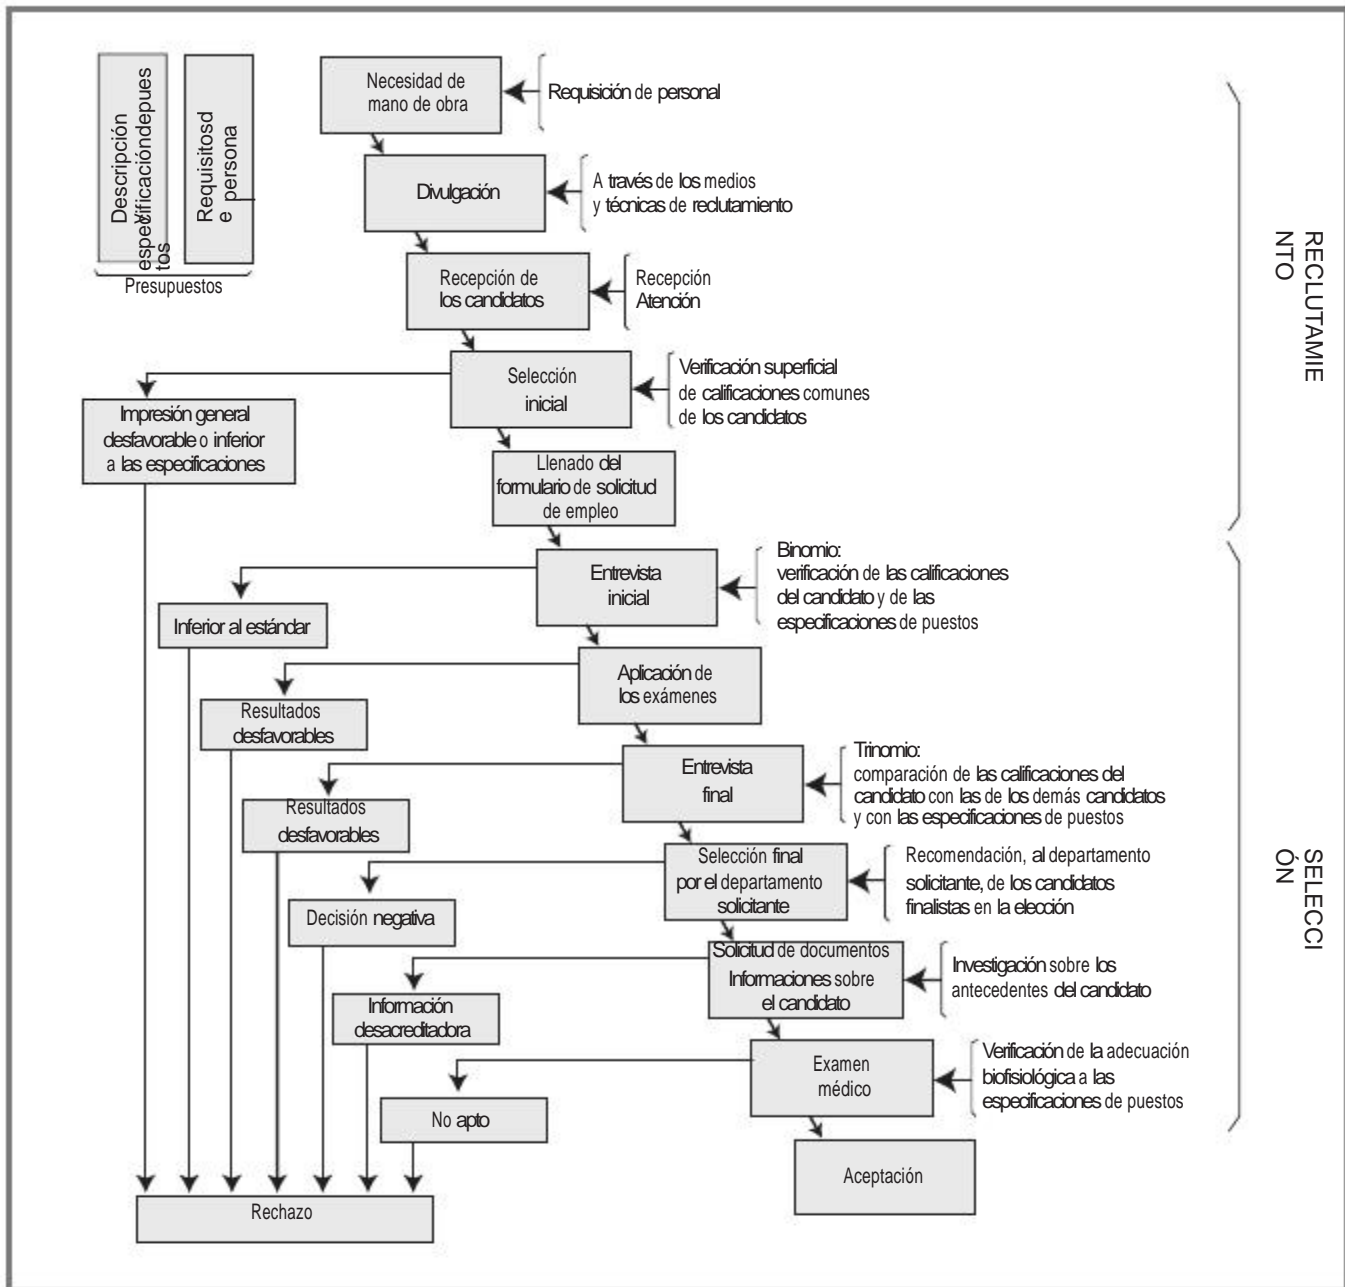 Descripción
yespecificacióndepues
tos
Requisitosd
e persona
l
Presupuestos
Necesidad de
mano de obra
Requisición de personal
Divulgación
A través de los medios
y técnicas de reclutamiento
Recepción de
los candidatos
Recepción
Atención
Selección
inicial
Verificación superficial
de calificaciones comunes
de los candidatos
Impresión general
desfavorable o inferior
a las especificaciones
Llenado del
formulario de solicitud
de empleo
RECLUTAMIE
NTO
Entrevista
inicial
Binomio:
verificación de las calificaciones
del candidato y de las
especificaciones de puestos
Inferior al estándar
Aplicación de
los exámenes
Resultados
desfavorables
Entrevista
final
Trinomio:
comparación de las calificaciones del
candidato con las de los demás candidatos
y con las especificaciones de puestos
Resultados
desfavorables
Selección final
por el departamento
solicitante
Recomendación, al departamento
solicitante, de los candidatos
finalistas en la elección
Decisión negativa
Solicitud de documentos
Informaciones sobre
el candidato
Investigación sobre los
antecedentes del candidato
Información
desacreditadora
Examen
médico
Verificación de la adecuación
biofisiológica a las
especificaciones de puestos
No apto
Aceptación
Rechazo
SELECCI
ÓN